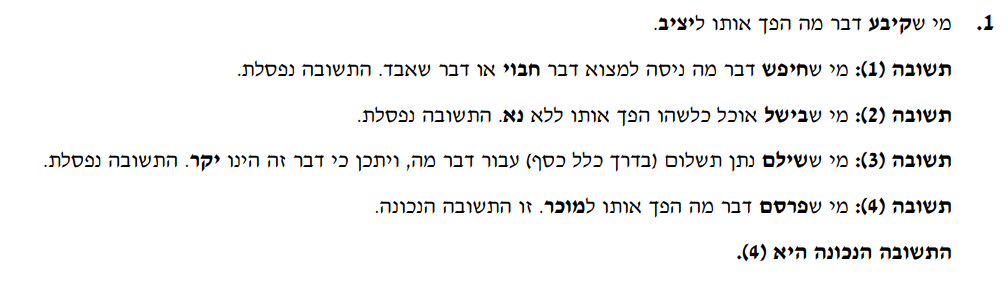 1. מי שקיבע דבר מה הפך אותו ליציב.
תשובה (1): מי שחיפש דבר מה ניסה למצוא דבר חבוי או דבר שאבד. התשובה נפסלת.
תשובה (2): מי שבישל אוכל כלשהו הפך אותו ללא נא. התשובה נפסלת.
תשובה (3): מי ששילם נתן תשלום (בדרך כלל כסף) עבור דבר מה, ויתכן כי דבר זה הינו יקר. התשובה נפסלת.
תשובה (4): מי שפרסם דבר מה הפך אותו למוכר. זו התשובה הנכונה.
התשובה הנכונה היא (4).